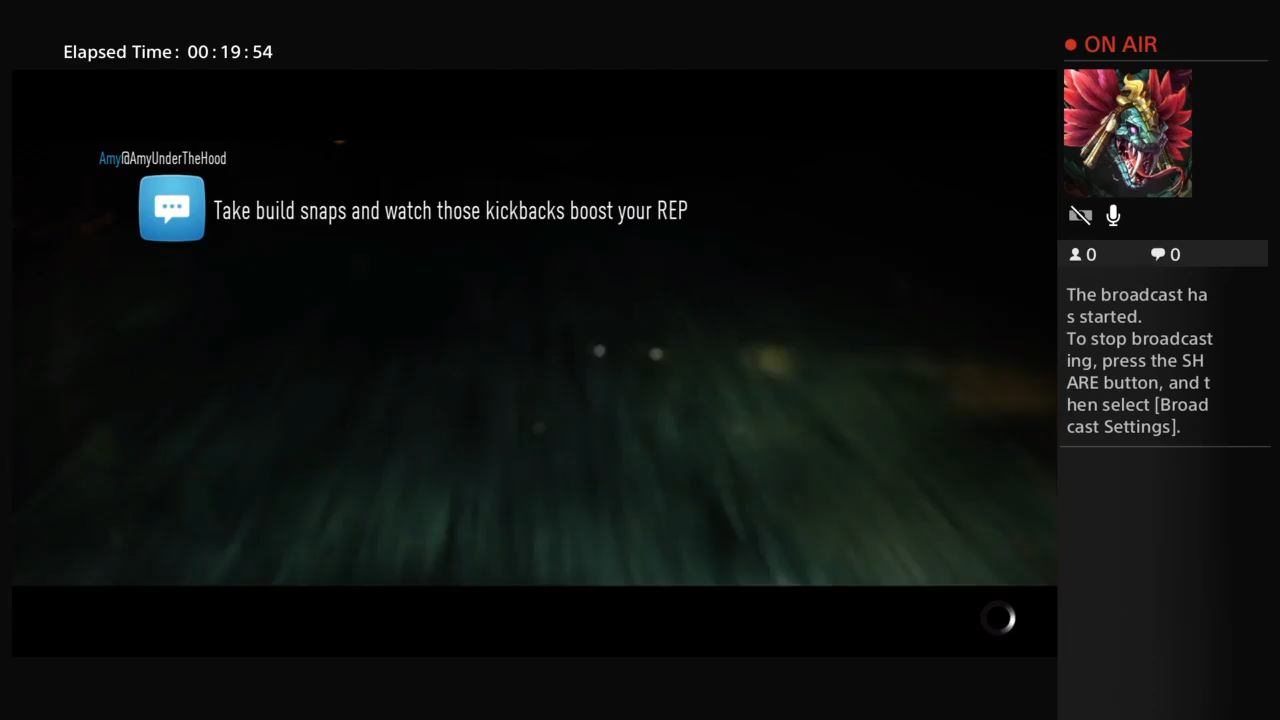 Elapsed Time: 00:19:54
ON AIR
Amy@AmyUnderTheHood
Take build snaps and watch those kickbacks boost your REP
0 0
The broadcast ha
s started.
To stop broadcast
ing, press the SH
ARE button, and t
hen select [Broad
cast Settings].